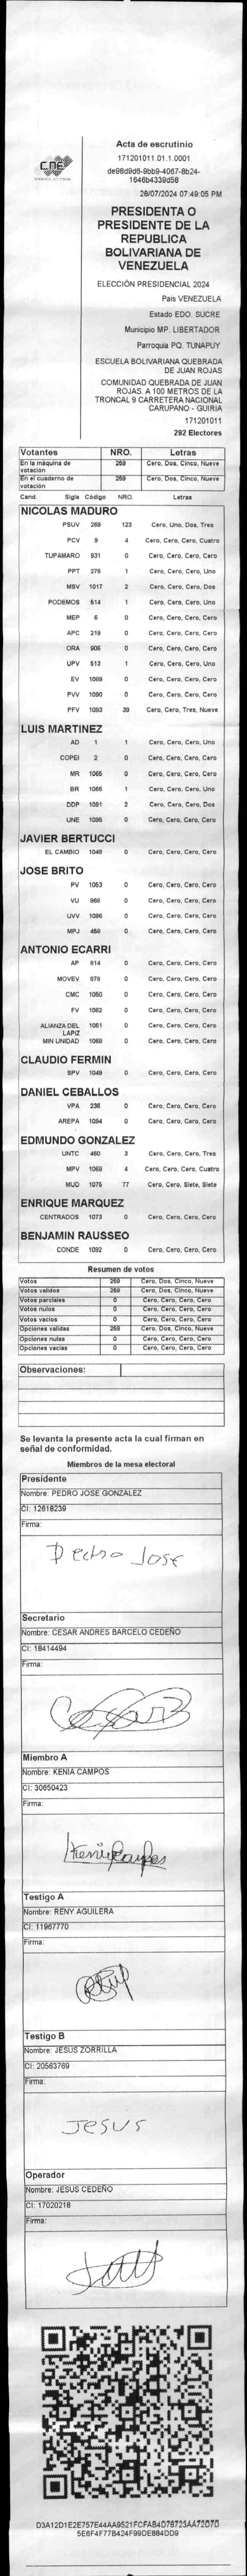 CNE
Acta de escrutinio
171201011.01.1.0001
de98d9d6-9bb9-4067-8b24-
1646b4339d58
28/07/2024 07:49:05 PM
PRESIDENTA O
PRESIDENTE DE LA
REPUBLICA
BOLIVARIANA DE
VENEZUELA
ELECCIÓN PRESIDENCIAL 2024
Pais VENEZUELA
Estado EDO. SUCRE
Municipio MP. LIBERTADOR
Parroquia PQ. TUNAPUY
ESCUELA BOLIVARIANA QUEBRADA
DE JUAN ROJAS
COMUNIDAD QUEBRADA DE JUAN
ROJAS. A 100 METROS DE LA
TRONCAL 9 CARRETERA NACIONAL
CARUPANO - GUIRIA
171201011
292 Electores
Votantes NRO. Letras
En la máquina de votación 259 Cero, Dos, Cinco, Nueve
En el cuaderno de votación 259 Cero, Dos, Cinco, Nueve
Cand. Sigla Código NRO. Letras
NICOLAS MADURO
PSUV 269 123 Cero, Uno, Dos, Tres
PCV 9 4 Cero, Cero, Cero, Cuatro
TUPAMARO 931 0 Cero, Cero, Cero, Cero
PPT 276 1 Cero, Cero, Cero, Uno
MSV 1017 2 Cero, Cero, Cero, Dos
PODEMOS 514 1 Cero, Cero, Cero, Uno
MEP 6 0 Cero, Cero, Cero, Cero
APC 219 0 Cero, Cero, Cero, Cero
ORA 906 0 Cero, Cero, Cero, Cero
UPV 513 1 Cero, Cero, Cero, Uno
EV 1089 0 Cero, Cero, Cero, Cero
PVV 1090 0 Cero, Cero, Cero, Cero
PFV 1093 39 Cero, Cero, Tres, Nueve
LUIS MARTINEZ
AD 1 1 Cero, Cero, Cero, Uno
COPEI 2 0 Cero, Cero, Cero, Cero
MR 1065 0 Cero, Cero, Cero, Cero
BR 1066 1 Cero, Cero, Cero, Uno
DDP 1091 2 Cero, Cero, Cero, Dos
UNE 1095 0 Cero, Cero, Cero, Cero
JAVIER BERTUCCI
EL CAMBIO 1048 0 Cero, Cero, Cero, Cero
JOSE BRITO
PV 1053 0 Cero, Cero, Cero, Cero
VU 868 0 Cero, Cero, Cero, Cero
UVV 1096 0 Cero, Cero, Cero, Cero
MPJ 458 0 Cero, Cero, Cero, Cero
ANTONIO ECARRI
AP 914 0 Cero, Cero, Cero, Cero
MOVEV 978 0 Cero, Cero, Cero, Cero
CMC 1050 0 Cero, Cero, Cero, Cero
FV 1062 0 Cero, Cero, Cero, Cero
ALIANZA DEL LAPIZ 1051 0 Cero, Cero, Cero, Cero
MIN UNIDAD 1068 0 Cero, Cero, Cero, Cero
CLAUDIO FERMIN
SPV 1049 0 Cero, Cero, Cero, Cero
DANIEL CEBALLOS
VPA 236 0 Cero, Cero, Cero, Cero
AREPA 1094 0 Cero, Cero, Cero, Cero
EDMUNDO GONZALEZ
UNTC 460 3 Cero, Cero, Cero, Tres
MPV 1069 4 Cero, Cero, Cero, Cuatro
MUD 1075 77 Cero, Cero, Siete, Siete
ENRIQUE MARQUEZ
CENTRADOS 1073 0 Cero, Cero, Cero, Cero
BENJAMIN RAUSSEO
CONDE 1092 0 Cero, Cero, Cero, Cero
Resumen de votos
Votos 259 Cero, Dos, Cinco, Nueve
Votos validos 259 Cero, Dos, Cinco, Nueve
Votos parciales 0 Cero, Cero, Cero, Cero
Votos nulos 0 Cero, Cero, Cero, Cero
Votos vacios 0 Cero, Cero, Cero, Cero
Opciones validas 259 Cero, Dos, Cinco, Nueve
Opciones nulas 0 Cero, Cero, Cero, Cero
Opciones vacias 0 Cero, Cero, Cero, Cero
Observaciones:
Se levanta la presente acta la cual firman en
señal de conformidad.
Miembros de la mesa electoral
Presidente
Nombre: PEDRO JOSE GONZALEZ
CI: 12618239
Firma:
Pedro José
Secretario
Nombre: CESAR ANDRES BARCELO CEDEÑO
CI: 18414494
Firma:
Miembro A
Nombre: KENIA CAMPOS
CI: 30650423
Firma:
Kenia Campos
Testigo A
Nombre: RENY AGUILERA
CI: 11967770
Firma:
Testigo B
Nombre: JESUS ZORRILLA
CI: 20563769
Firma:
Jesus
Operador
Nombre: JESUS CEDEÑO
CI: 17020218
Firma:
D3A12D1E2E757E44AA9521FCFAB4D78723AA72D7D
5E6F4F77B424F99DE884DD9